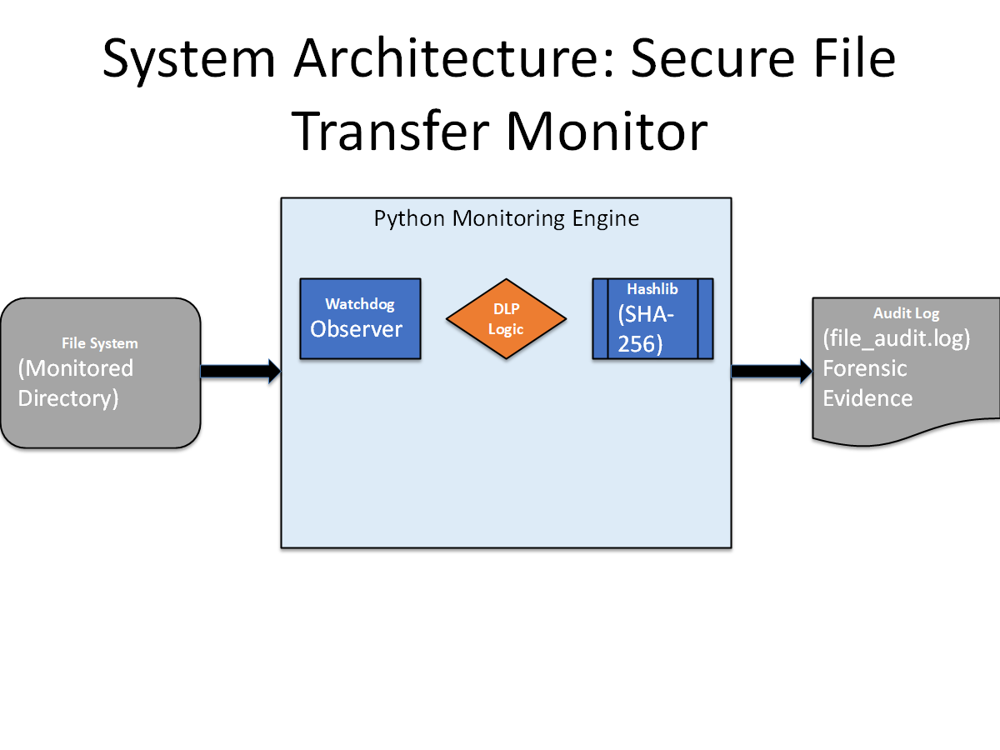 System Architecture: Secure File
Transfer Monitor
Python Monitoring Engine
File System
(Monitored
Directory)
Watchdog
Observer
DLP
Logic
Hashlib
(SHA-
256)
Audit Log
(file_audit.log)
Forensic
Evidence